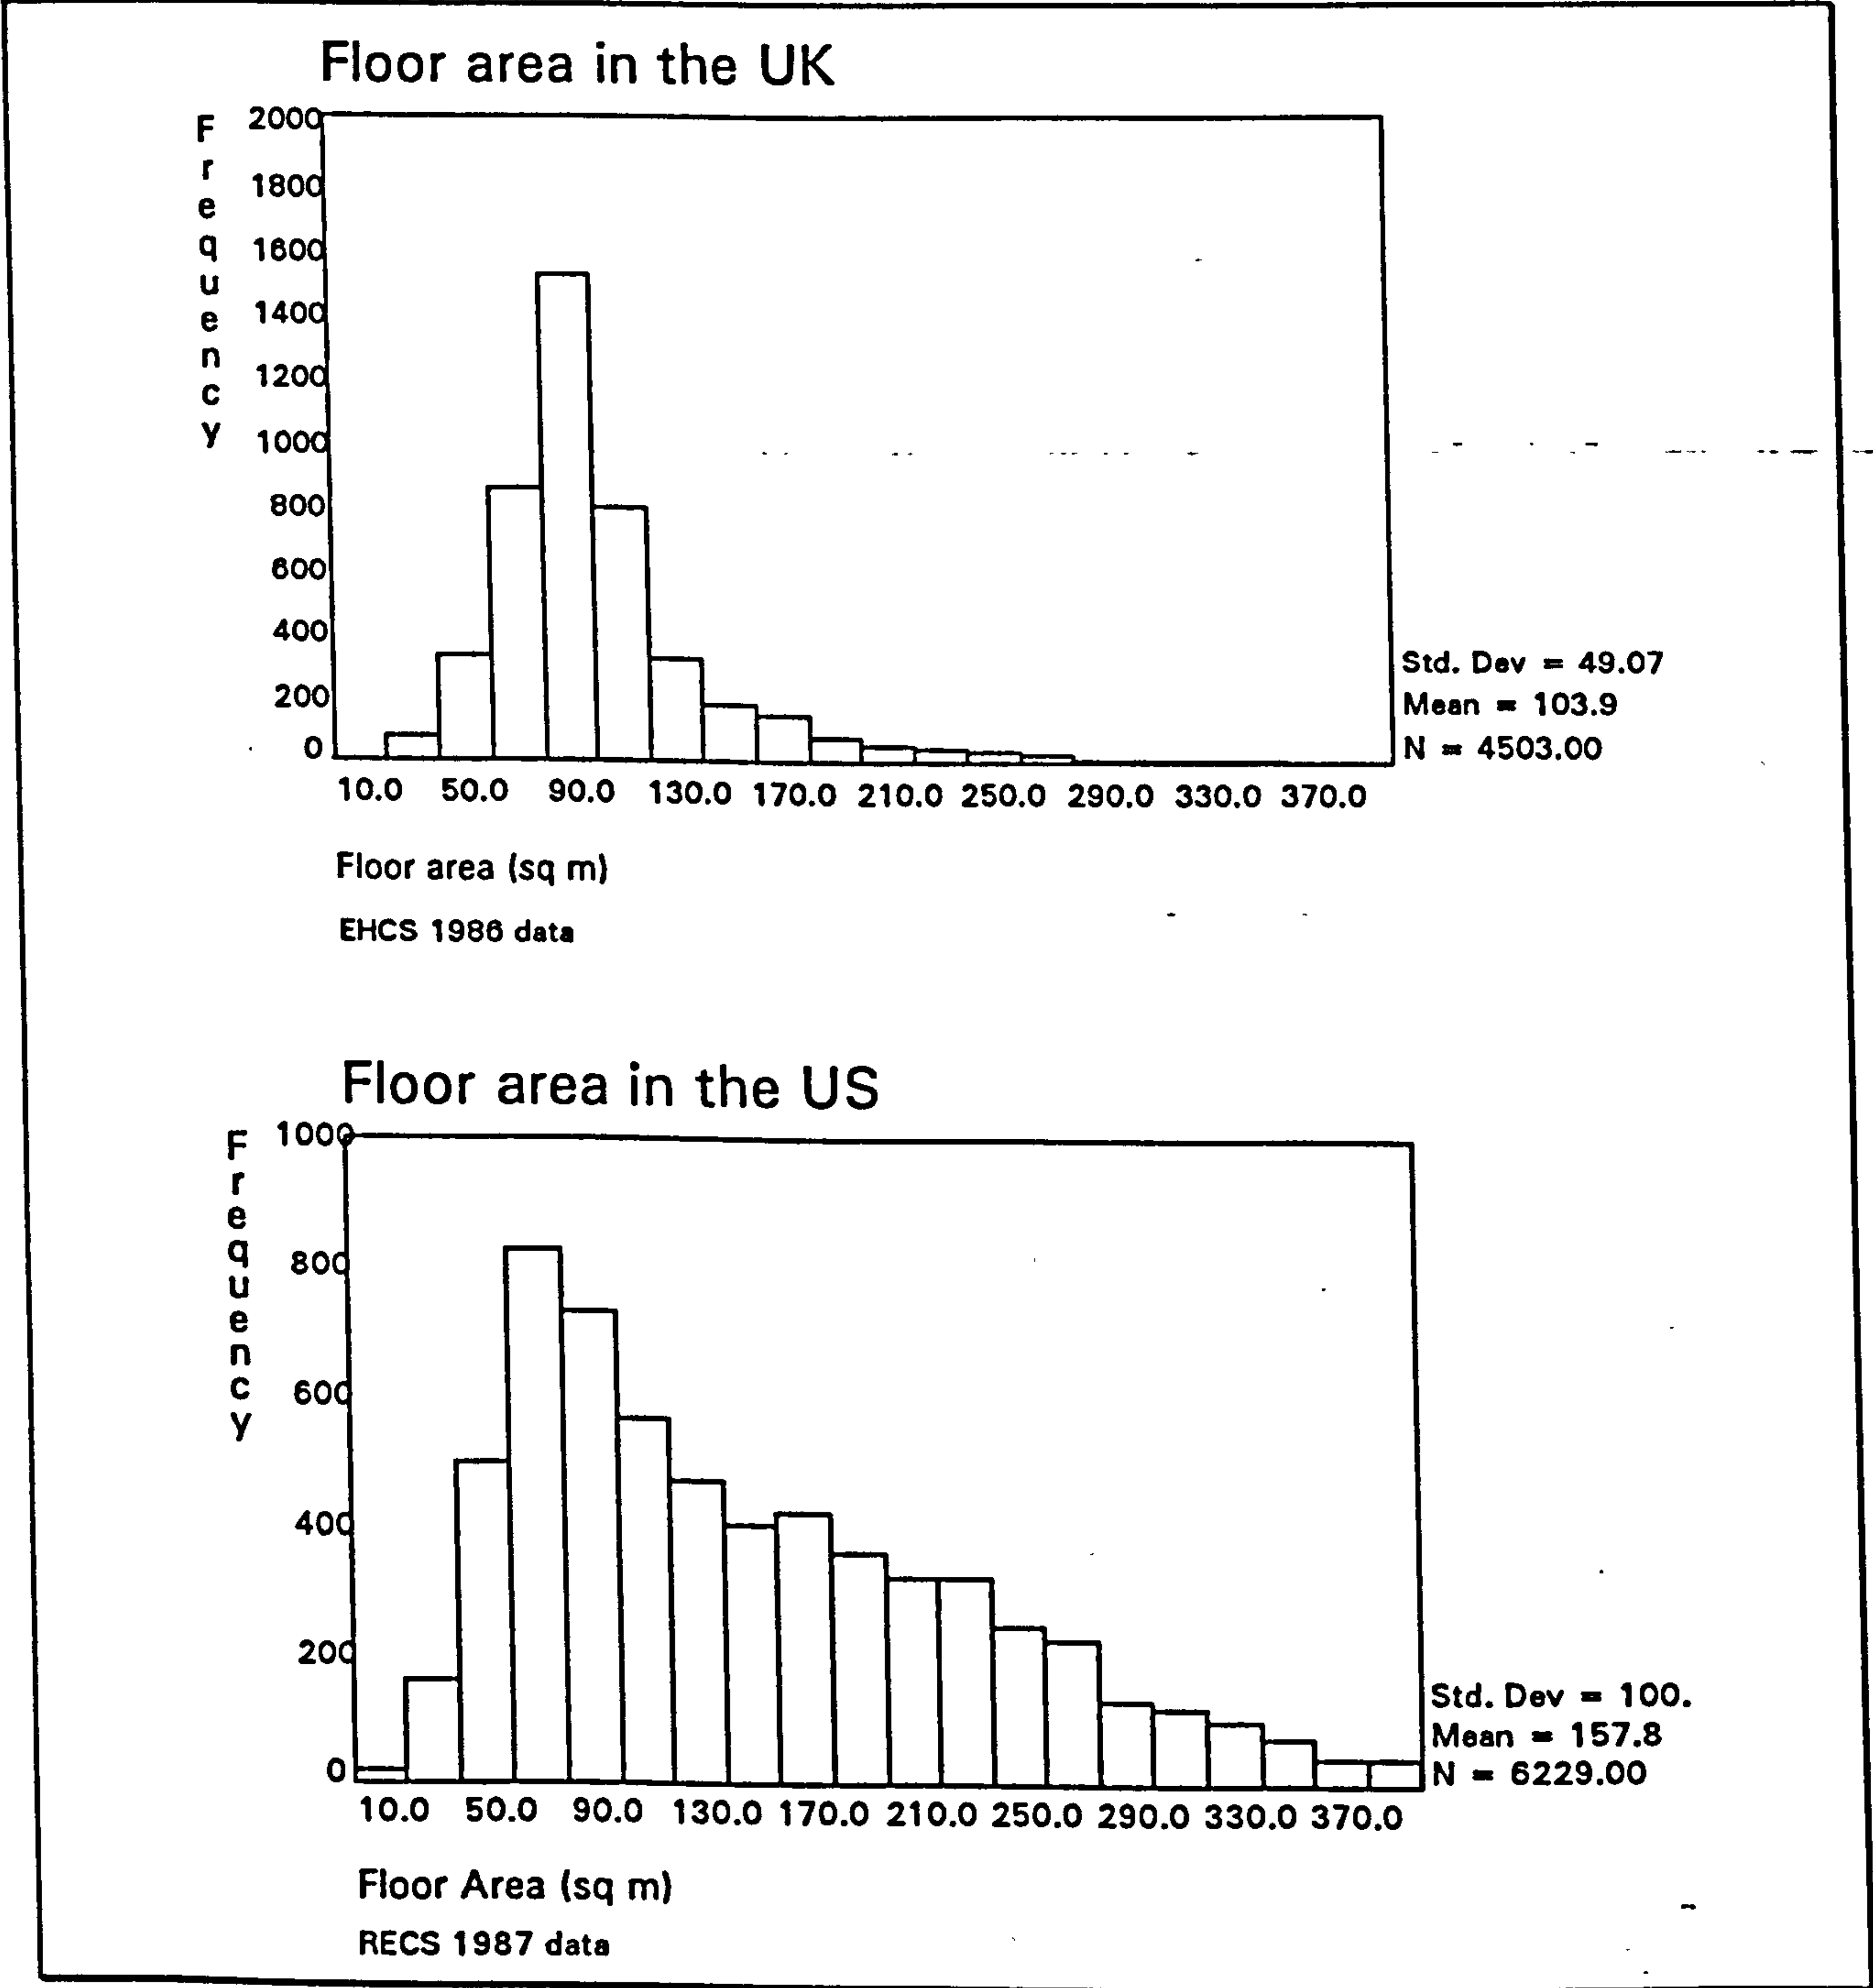 Floor area in the UK
Frequency
2000
1800
1600
1400
1200
1000
800
600
400
200
0
10.0 50.0 90.0 130.0 170.0 210.0 250.0 290.0 330.0 370.0
Std. Dev = 49.07
Mean = 103.9
N = 4503.00
Floor area (sq m)
EHCS 1986 data
Floor area in the US
Frequency
1000
800
600
400
200
0
10.0 50.0 90.0 130.0 170.0 210.0 250.0 290.0 330.0 370.0
Std. Dev = 100.
Mean = 157.8
N = 6229.00
Floor Area (sq m)
RECS 1987 data